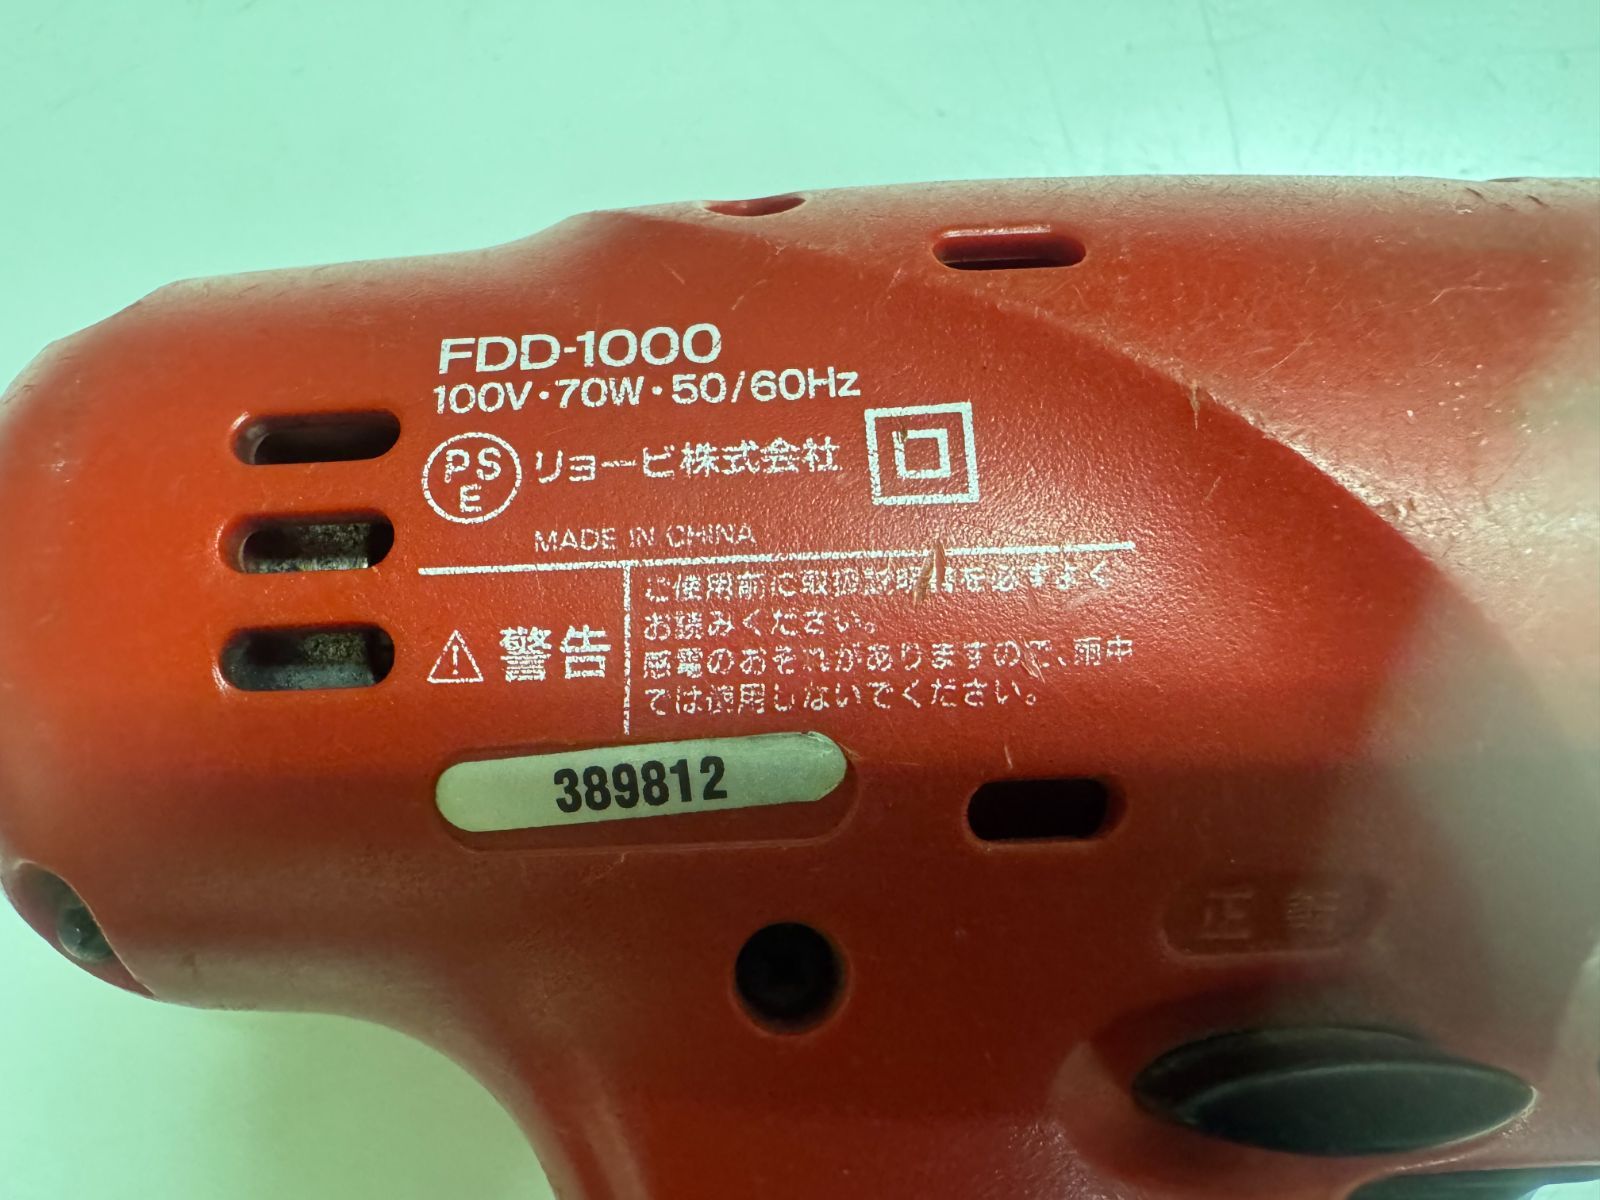 FDD-1000
100V・70W・50/60Hz
PS
E
リョービ株式会社
MADE IN CHINA
警告
ご使用前に取扱説明書を必ずよく
お読みください。
感電のおそれがありますので、雨中
では使用しないでください。
389812
正転